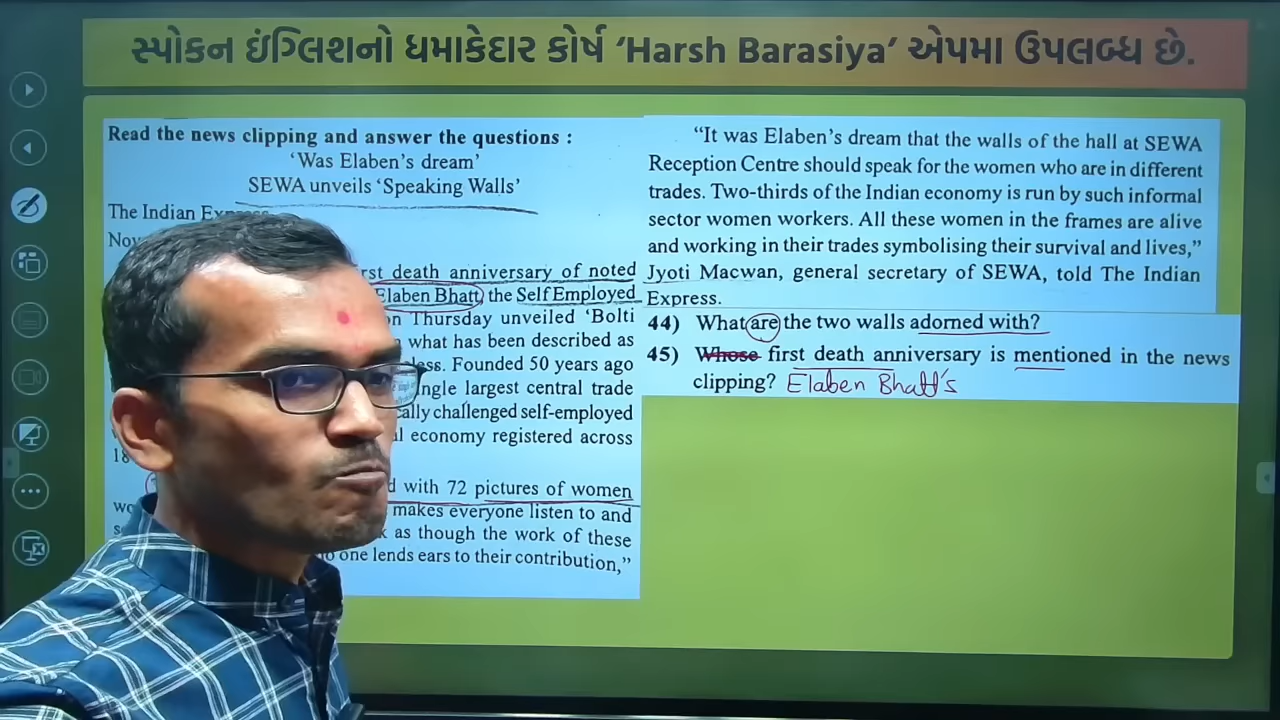 સ્પોકન ઇંગ્લિશનો ધમાકેદાર કોર્ષ ‘Harsh Barasiya’ એપમા ઉપલબ્ધ છે.
Read the news clipping and answer the questions :
‘Was Elaben’s dream’
SEWA unveils ‘Speaking Walls’
The Indian
death anniversary of noted
Elaben Bhatt, the Self Employed
on Thursday unveiled ‘Bolti
what has been described as
Founded 50 years ago
largest central trade
challenged self-employed
economy registered across
18
with 72 pictures of women
makes everyone listen to and
as though the work of these
no one lends ears to their contribution,”
“It was Elaben’s dream that the walls of the hall at SEWA
Reception Centre should speak for the women who are in different
trades. Two-thirds of the Indian economy is run by such informal
sector women workers. All these women in the frames are alive
and working in their trades symbolising their survival and lives,”
Jyoti Macwan, general secretary of SEWA, told The Indian
Express.
44) What are the two walls adorned with?
45) Whose first death anniversary is mentioned in the news
clipping? Elaben Bhatt's